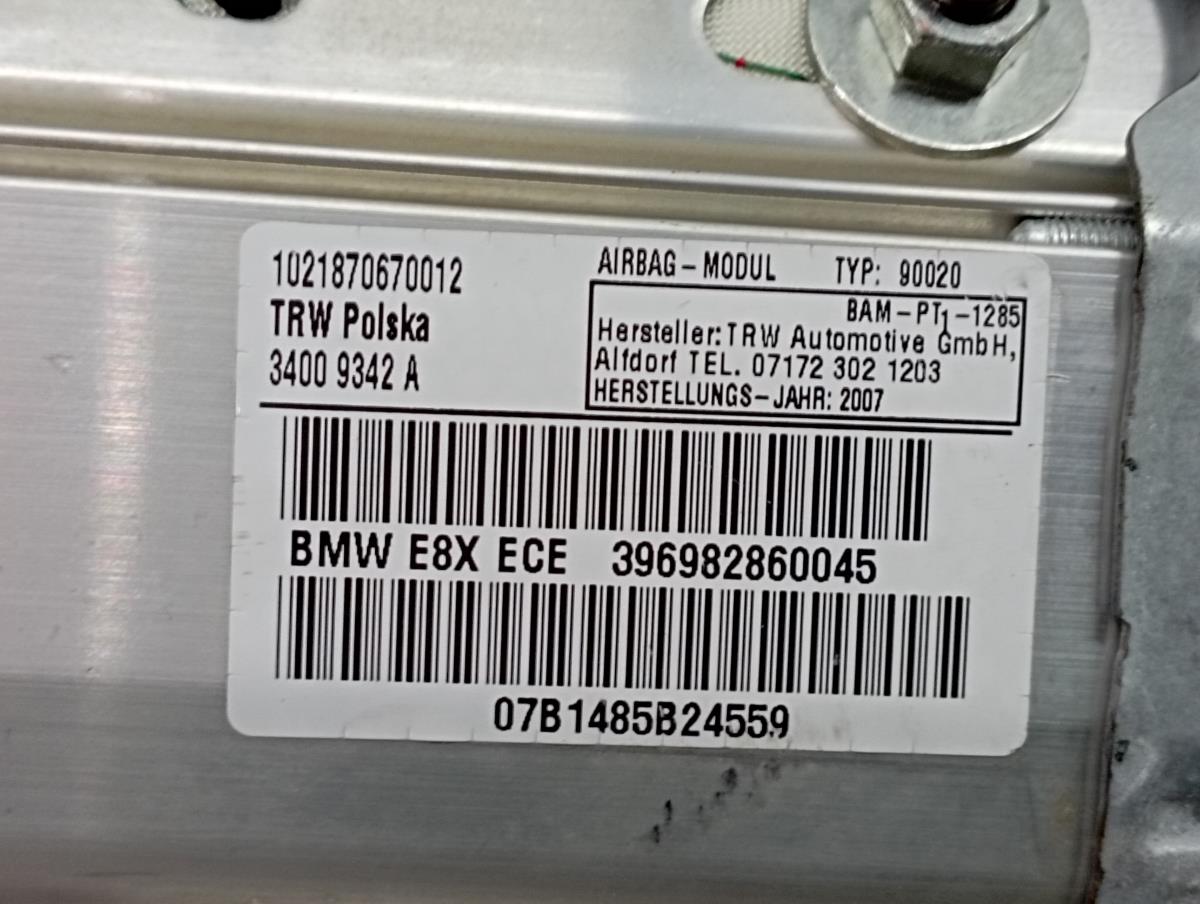 1021870670012
TRW Polska
3400 9342 A
AIRBAG-MODUL TYP: 90020
BAM-PT1-1285
Hersteller: TRW Automotive GmbH,
Alfdorf TEL. 07172 302 1203
HERSTELLUNGS-JAHR: 2007
BMW E8X ECE 396982860045
07B1485B24559